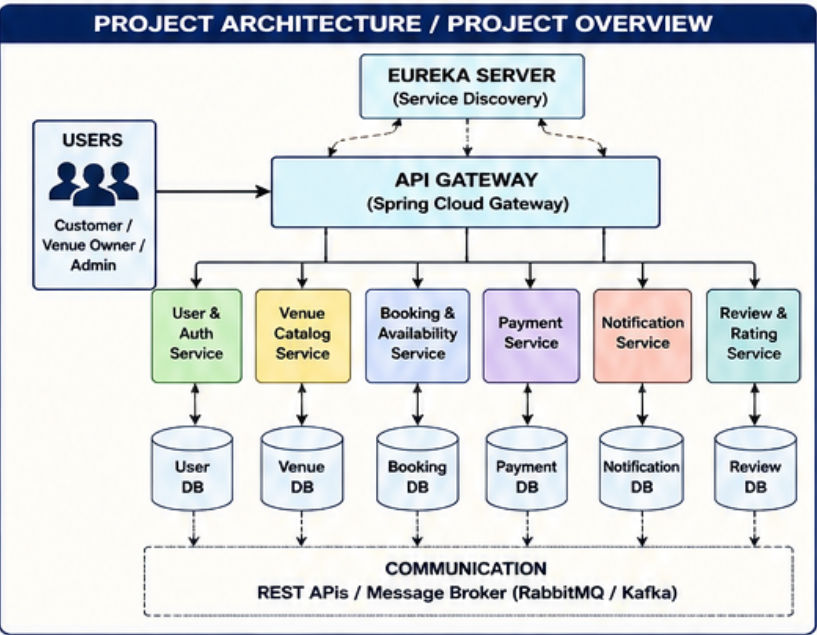 PROJECT ARCHITECTURE / PROJECT OVERVIEW
EUREKA SERVER
(Service Discovery)
USERS
Customer /
Venue Owner /
Admin
API GATEWAY
(Spring Cloud Gateway)
User &
Auth
Service
Venue
Catalog
Service
Booking &
Availability
Service
Payment
Service
Notification
Service
Review &
Rating
Service
User
DB
Venue
DB
Booking
DB
Payment
DB
Notification
DB
Review
DB
COMMUNICATION
REST APis / Message Broker (RabbitMQ / Kafka)